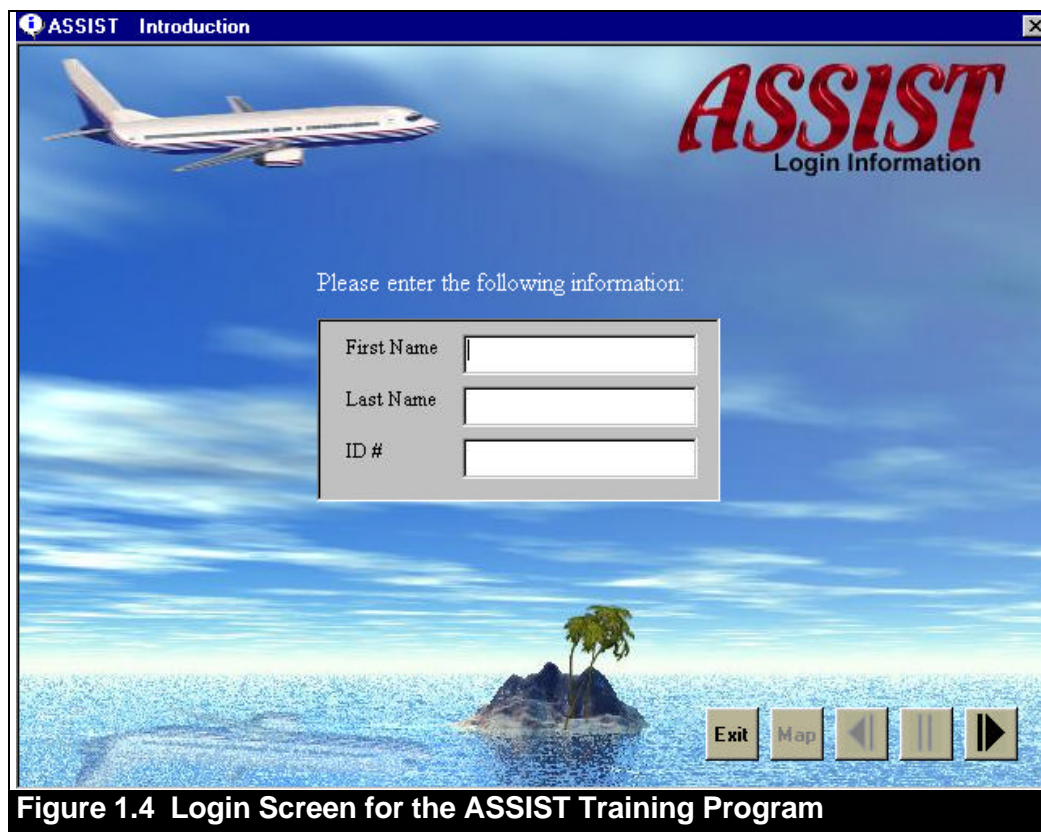 ASSIST Introduction
ASSIST
Login Information
Please enter the following information:
First Name
Last Name
ID #
Exit Map
Figure 1.4 Login Screen for the ASSIST Training Program